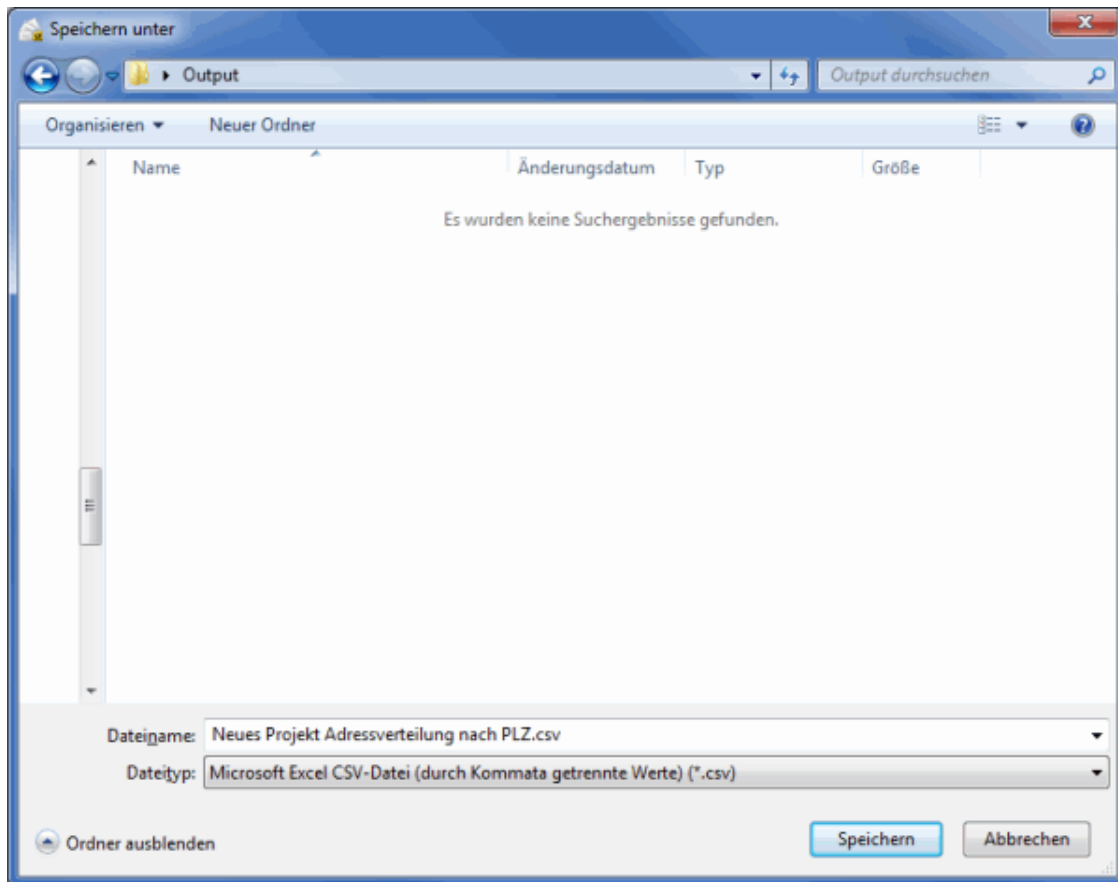 Speichern unter
Output
Output durchsuchen
Organisieren Neuer Ordner
Name Änderungsdatum Typ Größe
Es wurden keine Suchergebnisse gefunden.
Dateiname: Neues Projekt Adressverteilung nach PLZ.csv
Dateityp: Microsoft Excel CSV-Datei (durch Kommata getrennte Werte) (*.csv)
Ordner ausblenden Speichern Abbrechen